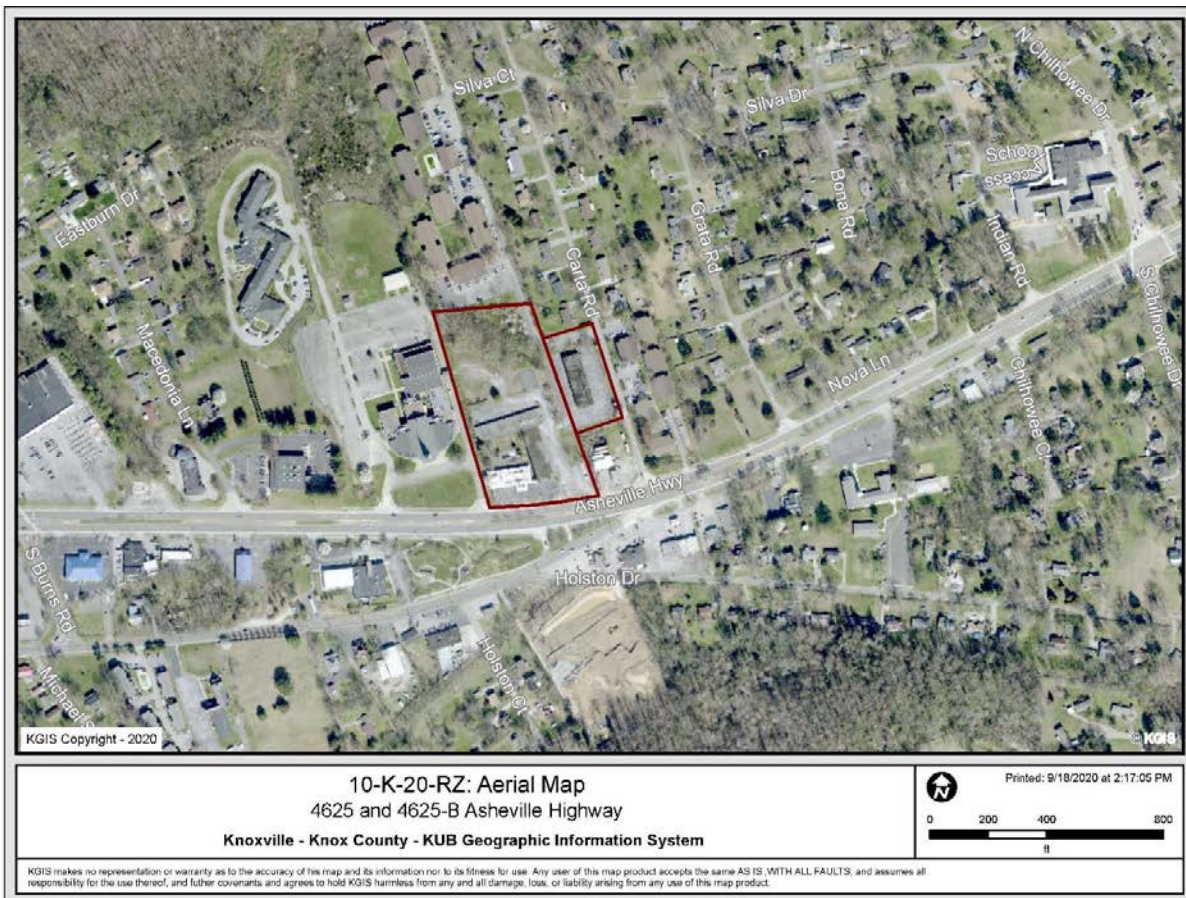 Silva Ct
Silva Dr
N Chilhowee Dr
School
Access
Eastburn Dr
Bona Rd
Grata Rd
Indian Rd
Carta Rd
S Chilhowee Dr
Macedonia Ln
Nova Ln
Chilhowee Ct
Asheville Hwy
S Burns Rd
Holston Dr
Holston Ct
KGIS Copyright - 2020
© KGIS
10-K-20-RZ: Aerial Map
4625 and 4625-B Asheville Highway
Knoxville - Knox County - KUB Geographic Information System
N
Printed: 9/18/2020 at 2:17:05 PM
0 200 400 800
ft
KGIS makes no representation or warranty as to the accuracy of his map and its information nor to its fitness for use. Any user of this map product accepts the same AS IS ,WITH ALL FAULTS, and assumes all
responsibility for the use thereof, and futher covenants and agrees to hold KGIS harmless from any and all damage, loss, or liability arising from any use of this map product.